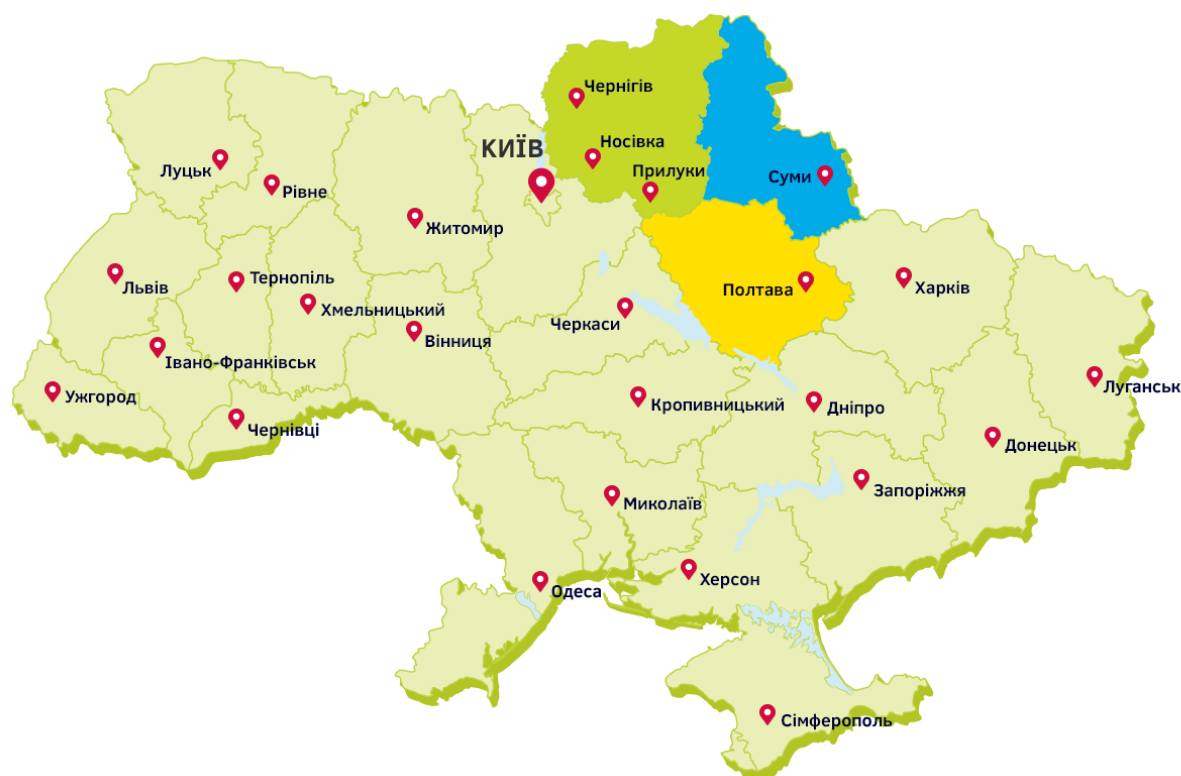 Чернігів
КИЇВ
Носівка
Прилуки
Луцьк
Суми
Рівне
Житомир
Тернопіль
Львів
Полтава
Харків
Хмельницький
Черкаси
Вінниця
Івано-Франківськ
Луганськ
Ужгород
Кропивницький
Дніпро
Чернівці
Донецьк
Запоріжжя
Миколаїв
Херсон
Одеса
Сімферополь